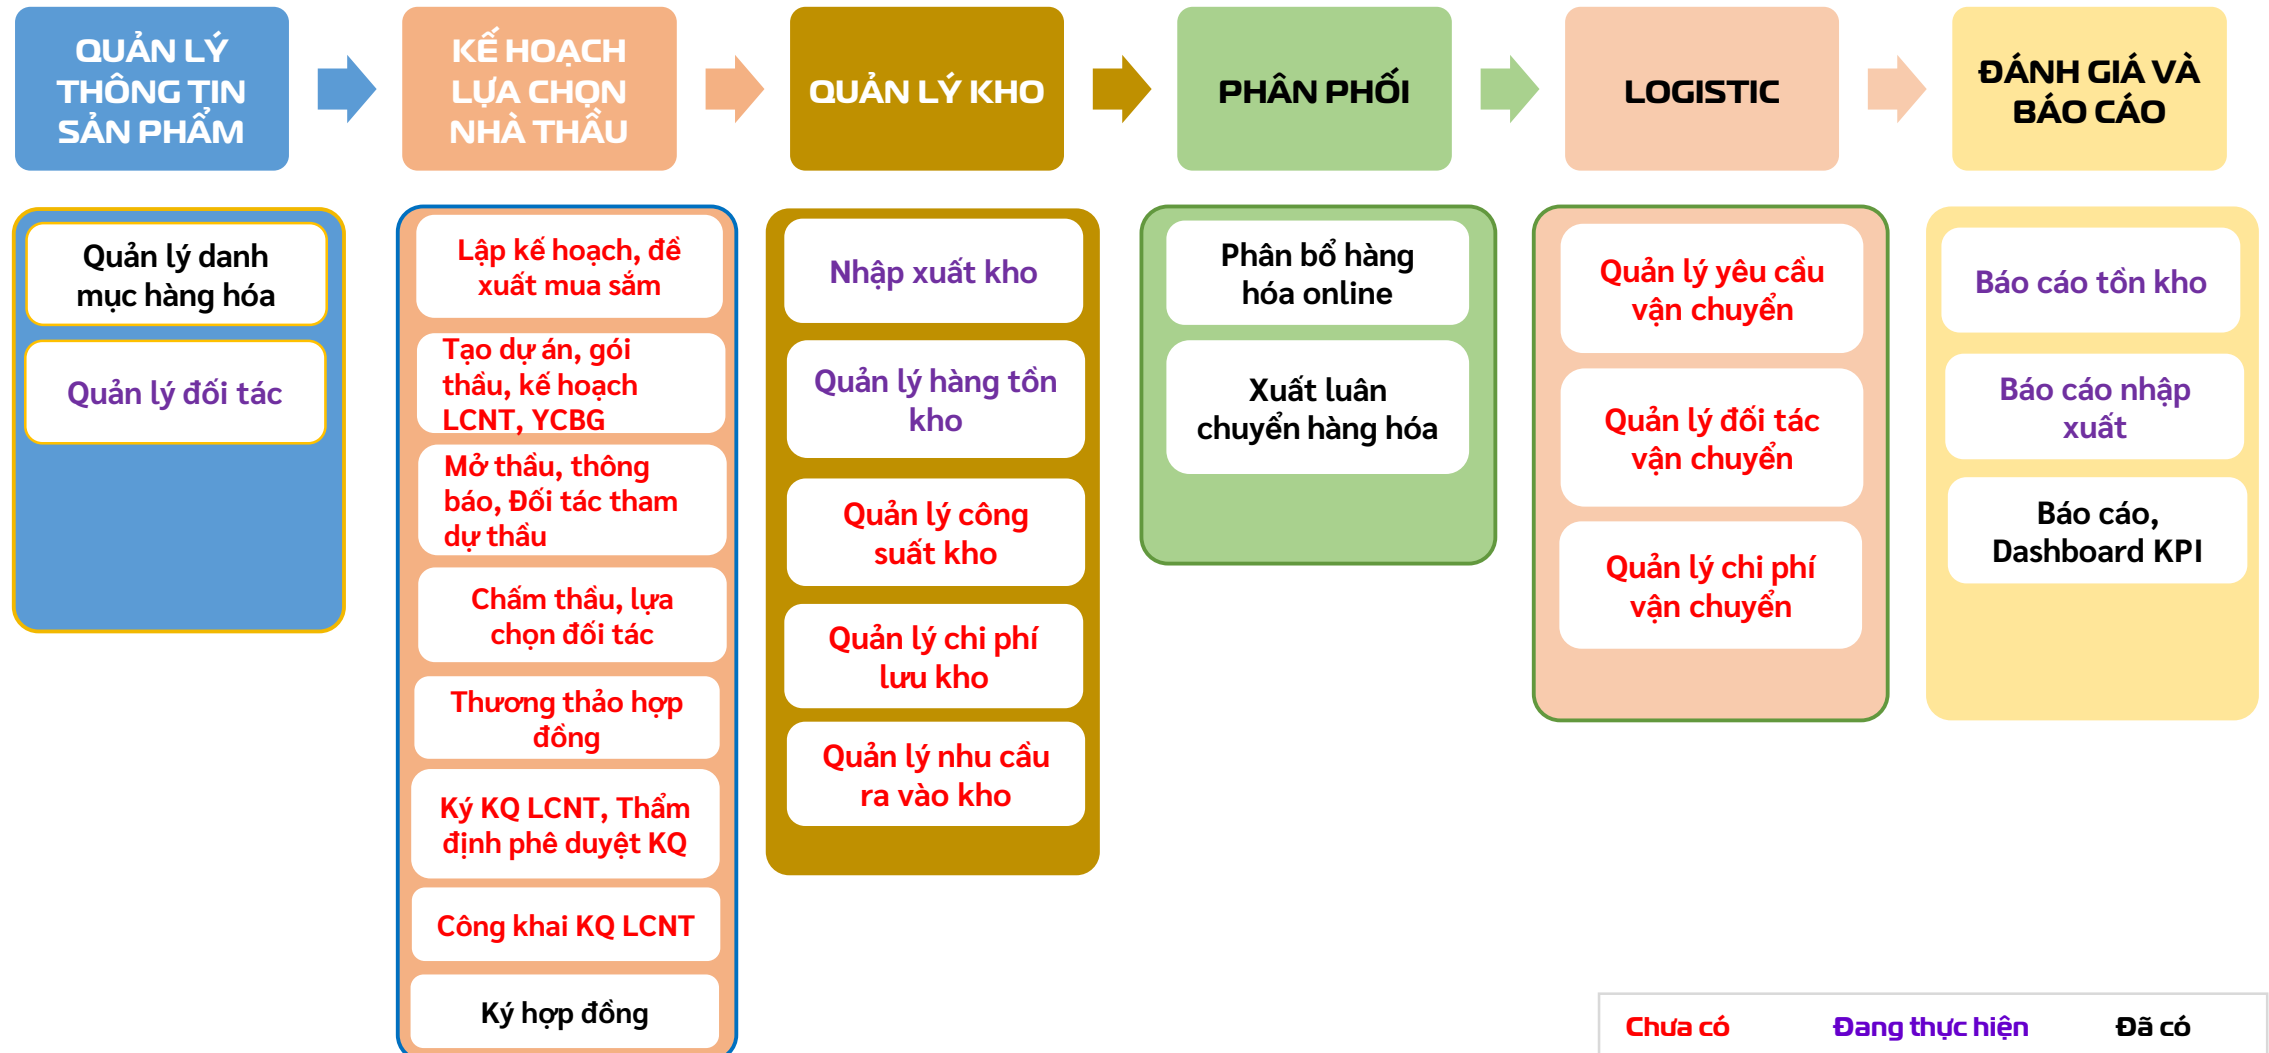 QUẢN LÝ
THÔNG TIN
SẢN PHẨM
KẾ HOẠCH
LỰA CHỌN
NHÀ THẦU
QUẢN LÝ KHO
PHÂN PHỐI
LOGISTIC
ĐÁNH GIÁ VÀ
BÁO CÁO
Quản lý danh
mục hàng hóa
Quản lý đối tác
Lập kế hoạch, đề
xuất mua sắm
Tạo dự án, gói
thầu, kế hoạch
LCNT, YCBG
Mở thầu, thông
báo, Đối tác tham
dự thầu
Chấm thầu, lựa
chọn đối tác
Thương thảo hợp
đồng
Ký KQ LCNT, Thẩm
định phê duyệt KQ
Công khai KQ LCNT
Ký hợp đồng
Nhập xuất kho
Quản lý hàng tồn
kho
Quản lý công
suất kho
Quản lý chi phí
lưu kho
Quản lý nhu cầu
ra vào kho
Phân bổ hàng
hóa online
Xuất luân
chuyển hàng hóa
Quản lý yêu cầu
vận chuyển
Quản lý đối tác
vận chuyển
Quản lý chi phí
vận chuyển
Báo cáo tồn kho
Báo cáo nhập
xuất
Báo cáo,
Dashboard KPI
Chưa có
Đang thực hiện
Đã có